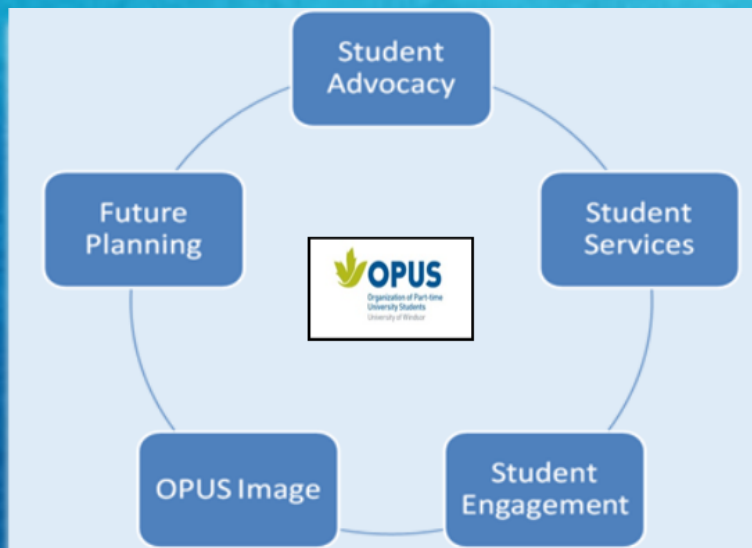 Student
Advocacy
Future
Planning
Student
Services
OPUS
Organization of Part-time
University Students
University of Windsor
OPUS Image
Student
Engagement